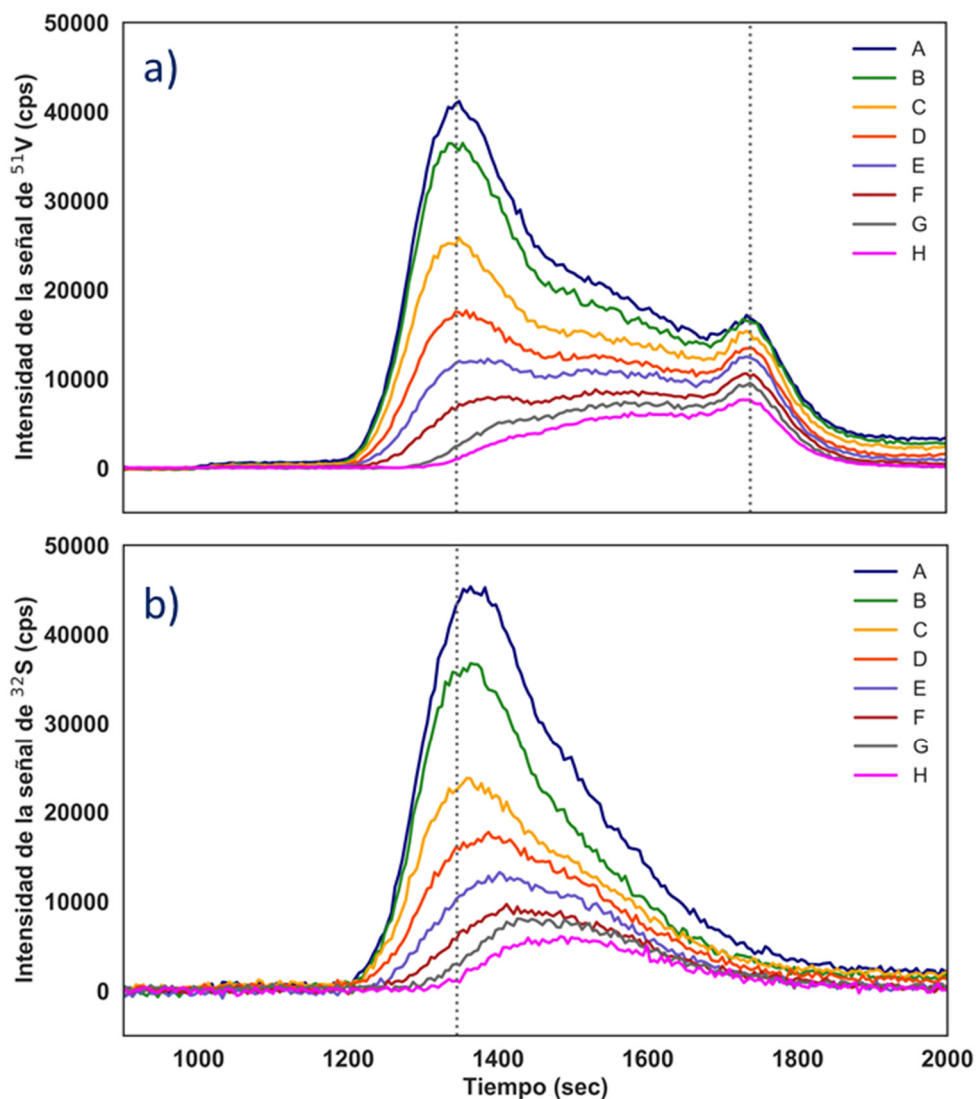 50000
40000
30000
20000
10000
0
Intensidad de la señal de ⁵¹V (cps)
a)
A
B
C
D
E
F
G
H
50000
40000
30000
20000
10000
0
Intensidad de la señal de ³²S (cps)
b)
A
B
C
D
E
F
G
H
1000 1200 1400 1600 1800 2000
Tiempo (sec)